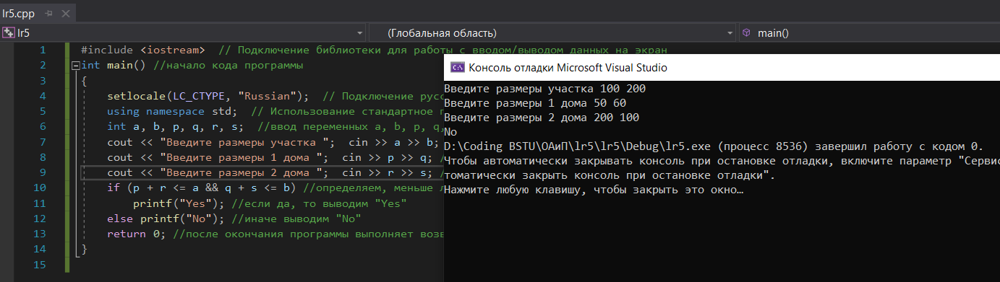 lr5.cpp
lr5 (Глобальная область) main()
1 #include <iostream> // Подключение библиотеки для работы с вводом/выводом данных на экран
2 int main() //начало кода программы
3 {
4 setlocale(LC_CTYPE, "Russian"); // Подключение русс
5 using namespace std; // Использование стандартное п
6 int a, b, p, q, r, s; //ввод переменных a, b, p, q,
7 cout << "Введите размеры участка "; cin >> a >> b;
8 cout << "Введите размеры 1 дома "; cin >> p >> q; /
9 cout << "Введите размеры 2 дома "; cin >> r >> s; /
10 if (p + r <= a && q + s <= b) //определяем, меньше л
11 printf("Yes"); //если да, то выводим "Yes"
12 else printf("No"); //иначе выводим "No"
13 return 0; //после окончания программы выполняет возв
14 }
15
Консоль отладки Microsoft Visual Studio
Введите размеры участка 100 200
Введите размеры 1 дома 50 60
Введите размеры 2 дома 200 100
No
D:\Coding BSTU\ОАиП\lr5\lr5\Debug\lr5.exe (процесс 8536) завершил работу с кодом 0.
Чтобы автоматически закрывать консоль при остановке отладки, включите параметр "Сервис
томатически закрыть консоль при остановке отладки".
Нажмите любую клавишу, чтобы закрыть это окно…